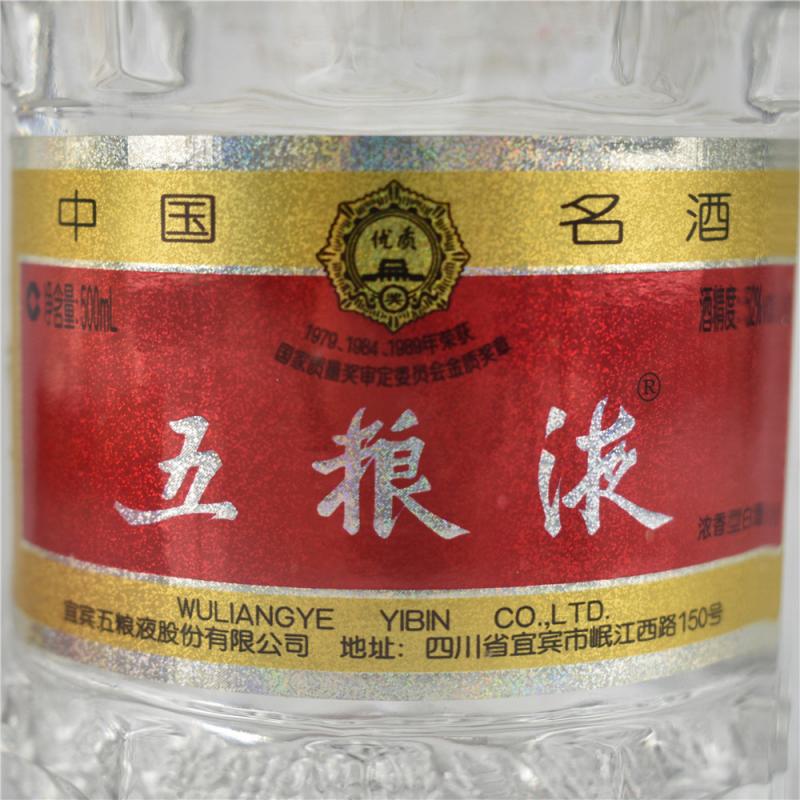 中国 名酒
优质
奖
净含量:500mL
酒精度:52%
1979、1984、1989年荣获
国家质量奖审定委员会金质奖章
五粮液®
浓香型白酒
WULIANGYE YIBIN CO.,LTD.
宜宾五粮液股份有限公司 地址：四川省宜宾市岷江西路150号